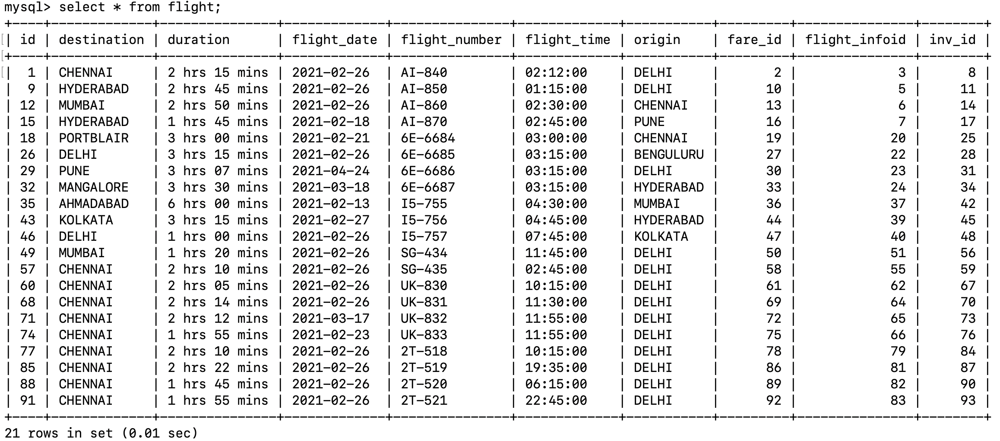 mysql> select * from flight;
+----+-------------+---------------+-------------+---------------+-------------+-----------+---------+---------------+--------+
| id | destination | duration      | flight_date | flight_number | flight_time | origin    | fare_id | flight_infoid | inv_id |
+----+-------------+---------------+-------------+---------------+-------------+-----------+---------+---------------+--------+
|  1 | CHENNAI     | 2 hrs 15 mins | 2021-02-26  | AI-840        | 02:12:00    | DELHI     |       2 |             3 |      8 |
|  9 | HYDERABAD   | 2 hrs 45 mins | 2021-02-26  | AI-850        | 01:15:00    | DELHI     |      10 |             5 |     11 |
| 12 | MUMBAI      | 2 hrs 50 mins | 2021-02-26  | AI-860        | 02:30:00    | CHENNAI   |      13 |             6 |     14 |
| 15 | HYDERABAD   | 1 hrs 45 mins | 2021-02-18  | AI-870        | 02:45:00    | PUNE      |      16 |             7 |     17 |
| 18 | PORTBLAIR   | 3 hrs 00 mins | 2021-02-21  | 6E-6684       | 03:00:00    | CHENNAI   |      19 |            20 |     25 |
| 26 | DELHI       | 3 hrs 15 mins | 2021-02-26  | 6E-6685       | 03:15:00    | BENGULURU |      27 |            22 |     28 |
| 29 | PUNE        | 3 hrs 07 mins | 2021-04-24  | 6E-6686       | 03:15:00    | DELHI     |      30 |            23 |     31 |
| 32 | MANGALORE   | 3 hrs 30 mins | 2021-03-18  | 6E-6687       | 03:15:00    | HYDERABAD |      33 |            24 |     34 |
| 35 | AHMADABAD   | 6 hrs 00 mins | 2021-02-13  | I5-755        | 04:30:00    | MUMBAI    |      36 |            37 |     42 |
| 43 | KOLKATA     | 3 hrs 15 mins | 2021-02-27  | I5-756        | 04:45:00    | HYDERABAD |      44 |            39 |     45 |
| 46 | DELHI       | 1 hrs 00 mins | 2021-02-26  | I5-757        | 07:45:00    | KOLKATA   |      47 |            40 |     48 |
| 49 | MUMBAI      | 1 hrs 20 mins | 2021-02-26  | SG-434        | 11:45:00    | DELHI     |      50 |            51 |     56 |
| 57 | CHENNAI     | 2 hrs 10 mins | 2021-02-26  | SG-435        | 02:45:00    | DELHI     |      58 |            55 |     59 |
| 60 | CHENNAI     | 2 hrs 05 mins | 2021-02-26  | UK-830        | 10:15:00    | DELHI     |      61 |            62 |     67 |
| 68 | CHENNAI     | 2 hrs 14 mins | 2021-02-26  | UK-831        | 11:30:00    | DELHI     |      69 |            64 |     70 |
| 71 | CHENNAI     | 2 hrs 12 mins | 2021-03-17  | UK-832        | 11:55:00    | DELHI     |      72 |            65 |     73 |
| 74 | CHENNAI     | 1 hrs 55 mins | 2021-02-23  | UK-833        | 11:55:00    | DELHI     |      75 |            66 |     76 |
| 77 | CHENNAI     | 2 hrs 10 mins | 2021-02-26  | 2T-518        | 10:15:00    | DELHI     |      78 |            79 |     84 |
| 85 | CHENNAI     | 2 hrs 22 mins | 2021-02-26  | 2T-519        | 19:35:00    | DELHI     |      86 |            81 |     87 |
| 88 | CHENNAI     | 1 hrs 45 mins | 2021-02-26  | 2T-520        | 06:15:00    | DELHI     |      89 |            82 |     90 |
| 91 | CHENNAI     | 1 hrs 55 mins | 2021-02-26  | 2T-521        | 22:45:00    | DELHI     |      92 |            83 |     93 |
+----+-------------+---------------+-------------+---------------+-------------+-----------+---------+---------------+--------+
21 rows in set (0.01 sec)